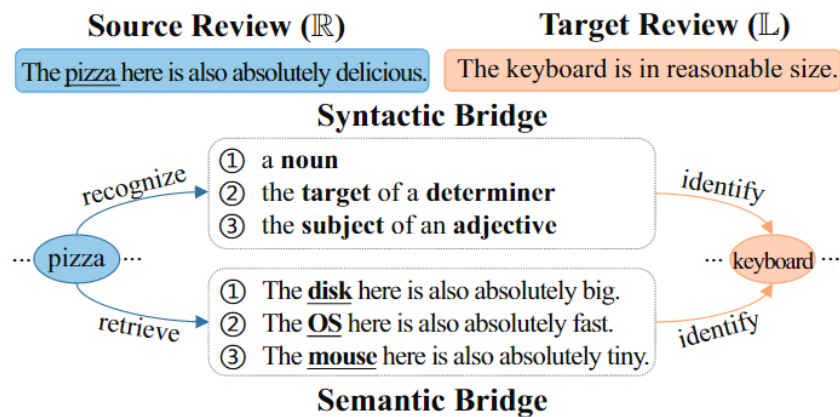 Source Review (ℝ)
Target Review (𝕃)
The pizza here is also absolutely delicious.
The keyboard is in reasonable size.
Syntactic Bridge
① a noun
② the target of a determiner
③ the subject of an adjective
recognize
identify
··· pizza ···
··· keyboard ···
retrieve
identify
① The disk here is also absolutely big.
② The OS here is also absolutely fast.
③ The mouse here is also absolutely tiny.
Semantic Bridge